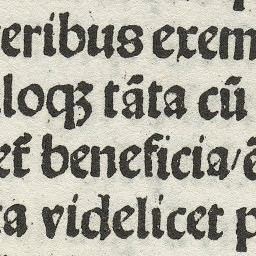 eribus exem
loqꝫ tāta cū
et̄ beneficia/ē
ta videlicet p